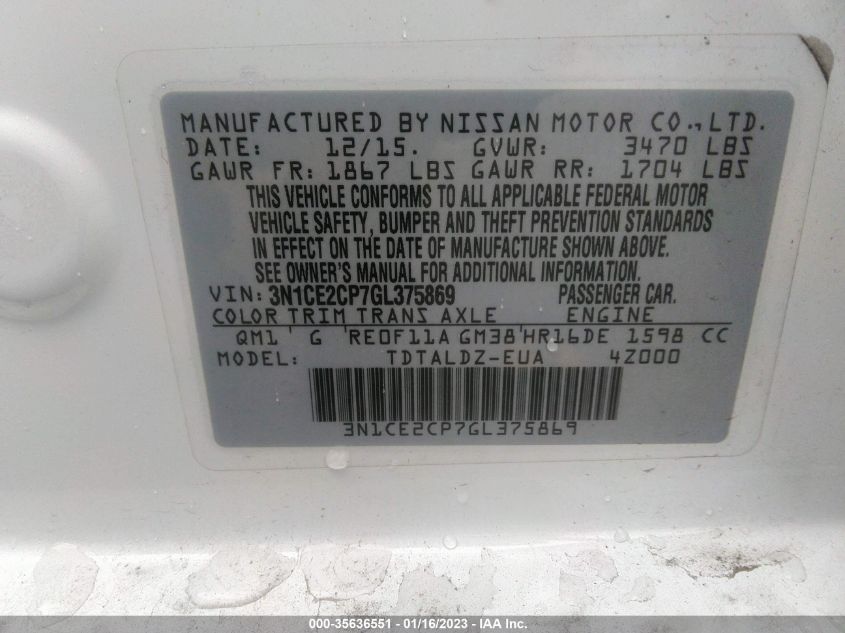 MANUFACTURED BY NISSAN MOTOR CO., LTD.
DATE: 12/15. GVWR: 3470 LBS
GAWR FR: 1867 LBS GAWR RR: 1704 LBS
THIS VEHICLE CONFORMS TO ALL APPLICABLE FEDERAL MOTOR
VEHICLE SAFETY, BUMPER AND THEFT PREVENTION STANDARDS
IN EFFECT ON THE DATE OF MANUFACTURE SHOWN ABOVE.
SEE OWNER'S MANUAL FOR ADDITIONAL INFORMATION.
VIN: 3N1CE2CP7GL375869 PASSENGER CAR.
COLOR TRIM TRANS AXLE ENGINE
QM1 ' G 'RE0F11A GM38'HR16DE 1598 CC
MODEL: TDTALDZ-EUA 4Z000
3N1CE2CP7GL375869
000-35636551 - 01/16/2023 - IAA Inc.